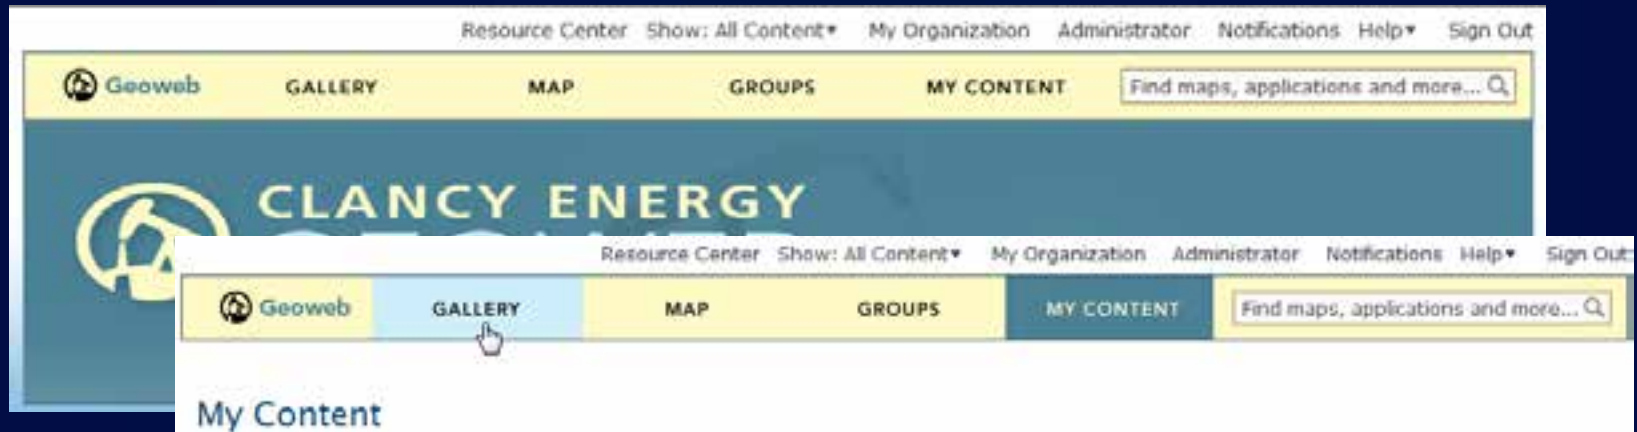 Resource Center Show: All Content▾ My Organization Administrator Notifications Help▾ Sign Out
Geoweb GALLERY MAP GROUPS MY CONTENT Find maps, applications and more...
CLANCY ENERGY
Resource Center Show: All Content▾ My Organization Administrator Notifications Help▾ Sign Out
Geoweb GALLERY MAP GROUPS MY CONTENT Find maps, applications and more...
My Content